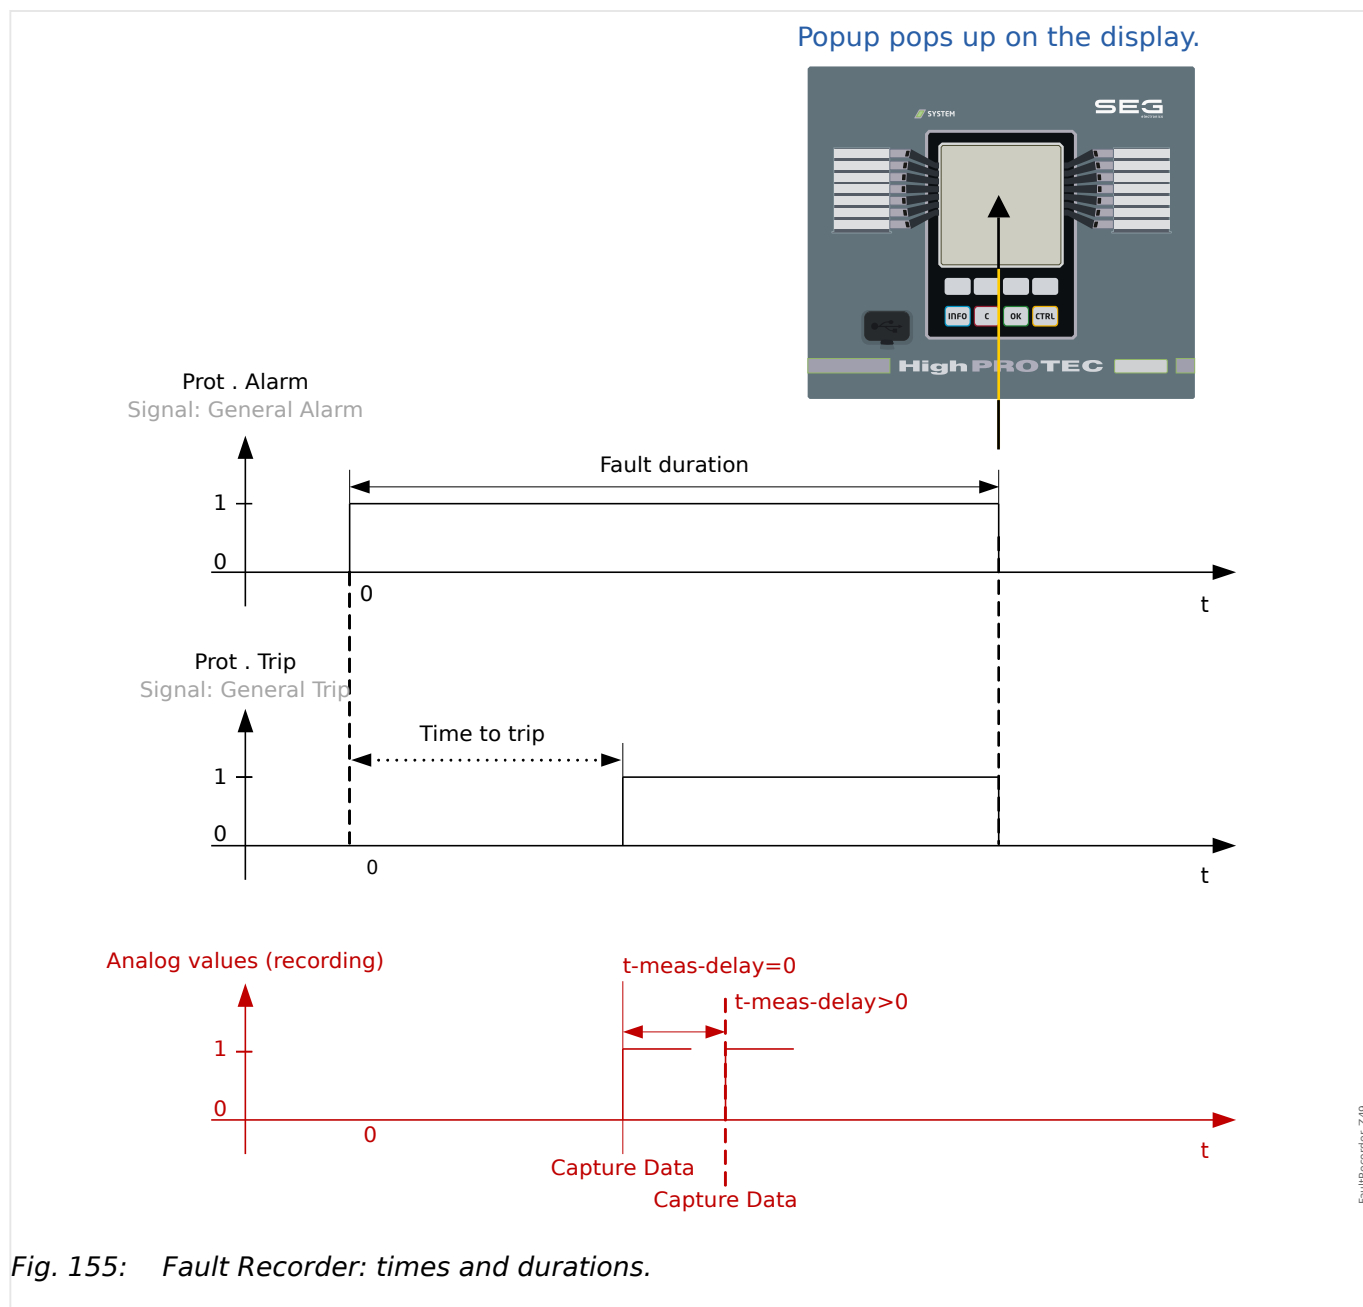 Popup pops up on the display.
SYSTEM
SEG
INFO
C
OK
CTRL
HighPROTEC
Prot . Alarm
Signal: General Alarm
Fault duration
1
0
0
t
Prot . Trip
Signal: General Trip
Time to trip
1
0
0
t
Analog values (recording)
t-meas-delay=0
t-meas-delay>0
1
0
0
t
Capture Data
Capture Data
Fig. 155: Fault Recorder: times and durations.